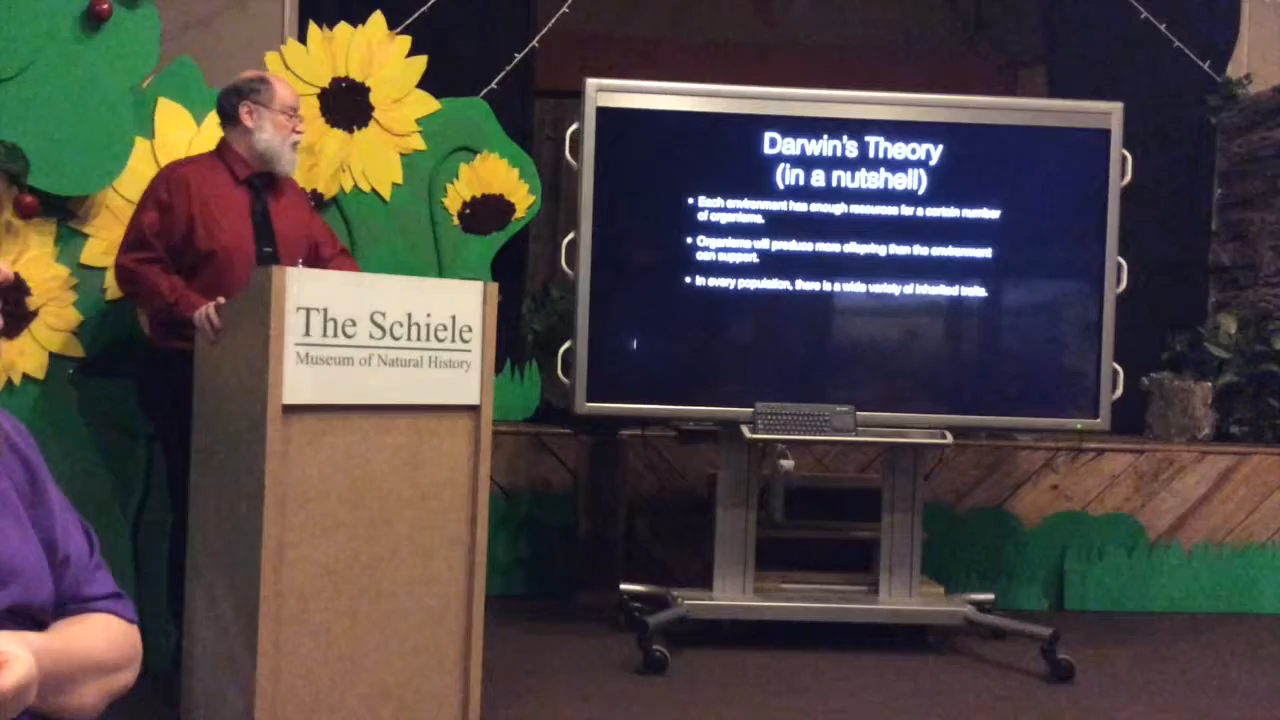 The Schiele
Museum of Natural History
Darwin's Theory
(in a nutshell)
• Each environment has enough resources for a certain number
of organisms.
• Organisms will produce more offspring than the environment
can support.
• In every population, there is a wide variety of inherited traits.